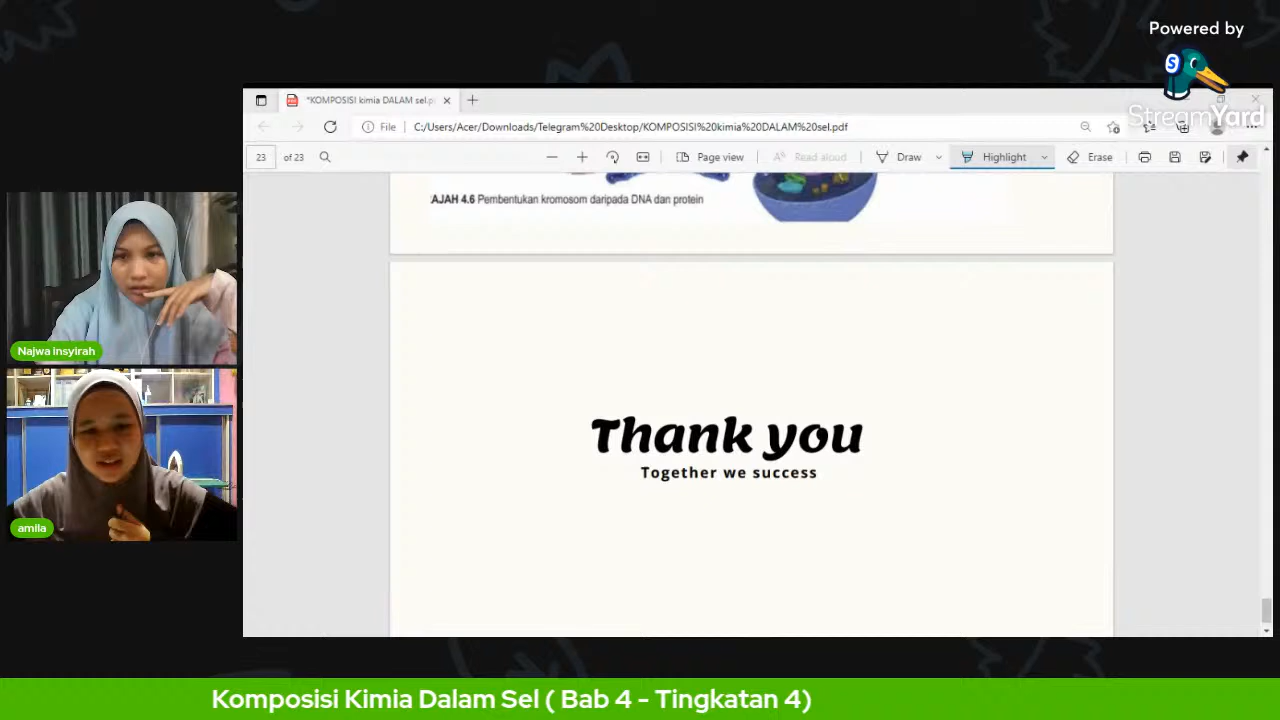 Powered by
StreamYard
*KOMPOSISI kimia DALAM sel.p
File
C:/Users/Acer/Downloads/Telegram%20Desktop/KOMPOSISI%20kimia%20DALAM%20sel.pdf
23 of 23
Page view
Read aloud
Draw
Highlight
Erase
AJAH 4.6 Pembentukan kromosom daripada DNA dan protein
Thank you
Together we success
Najwa Insyirah
amila
Komposisi Kimia Dalam Sel ( Bab 4 - Tingkatan 4)